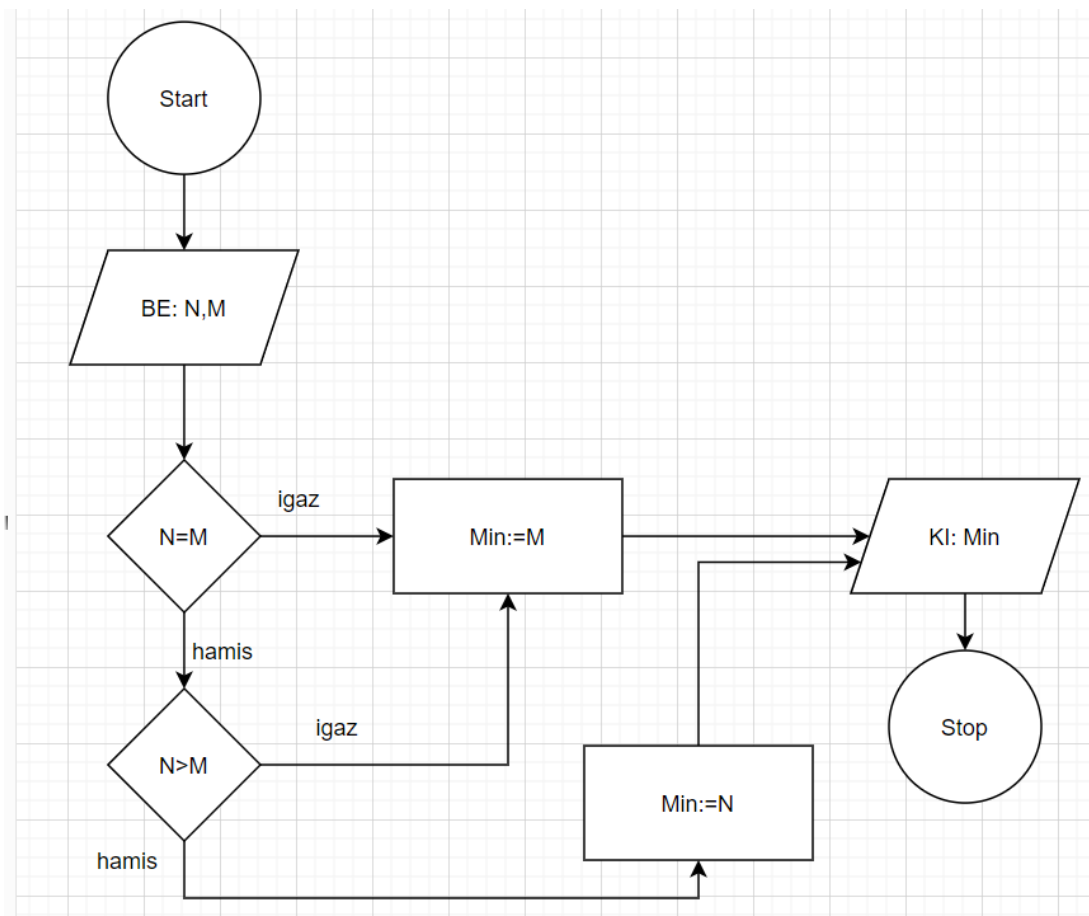 Start
BE: N,M
N=M
igaz
Min:=M
KI: Min
hamis
N>M
igaz
Min:=N
Stop
hamis